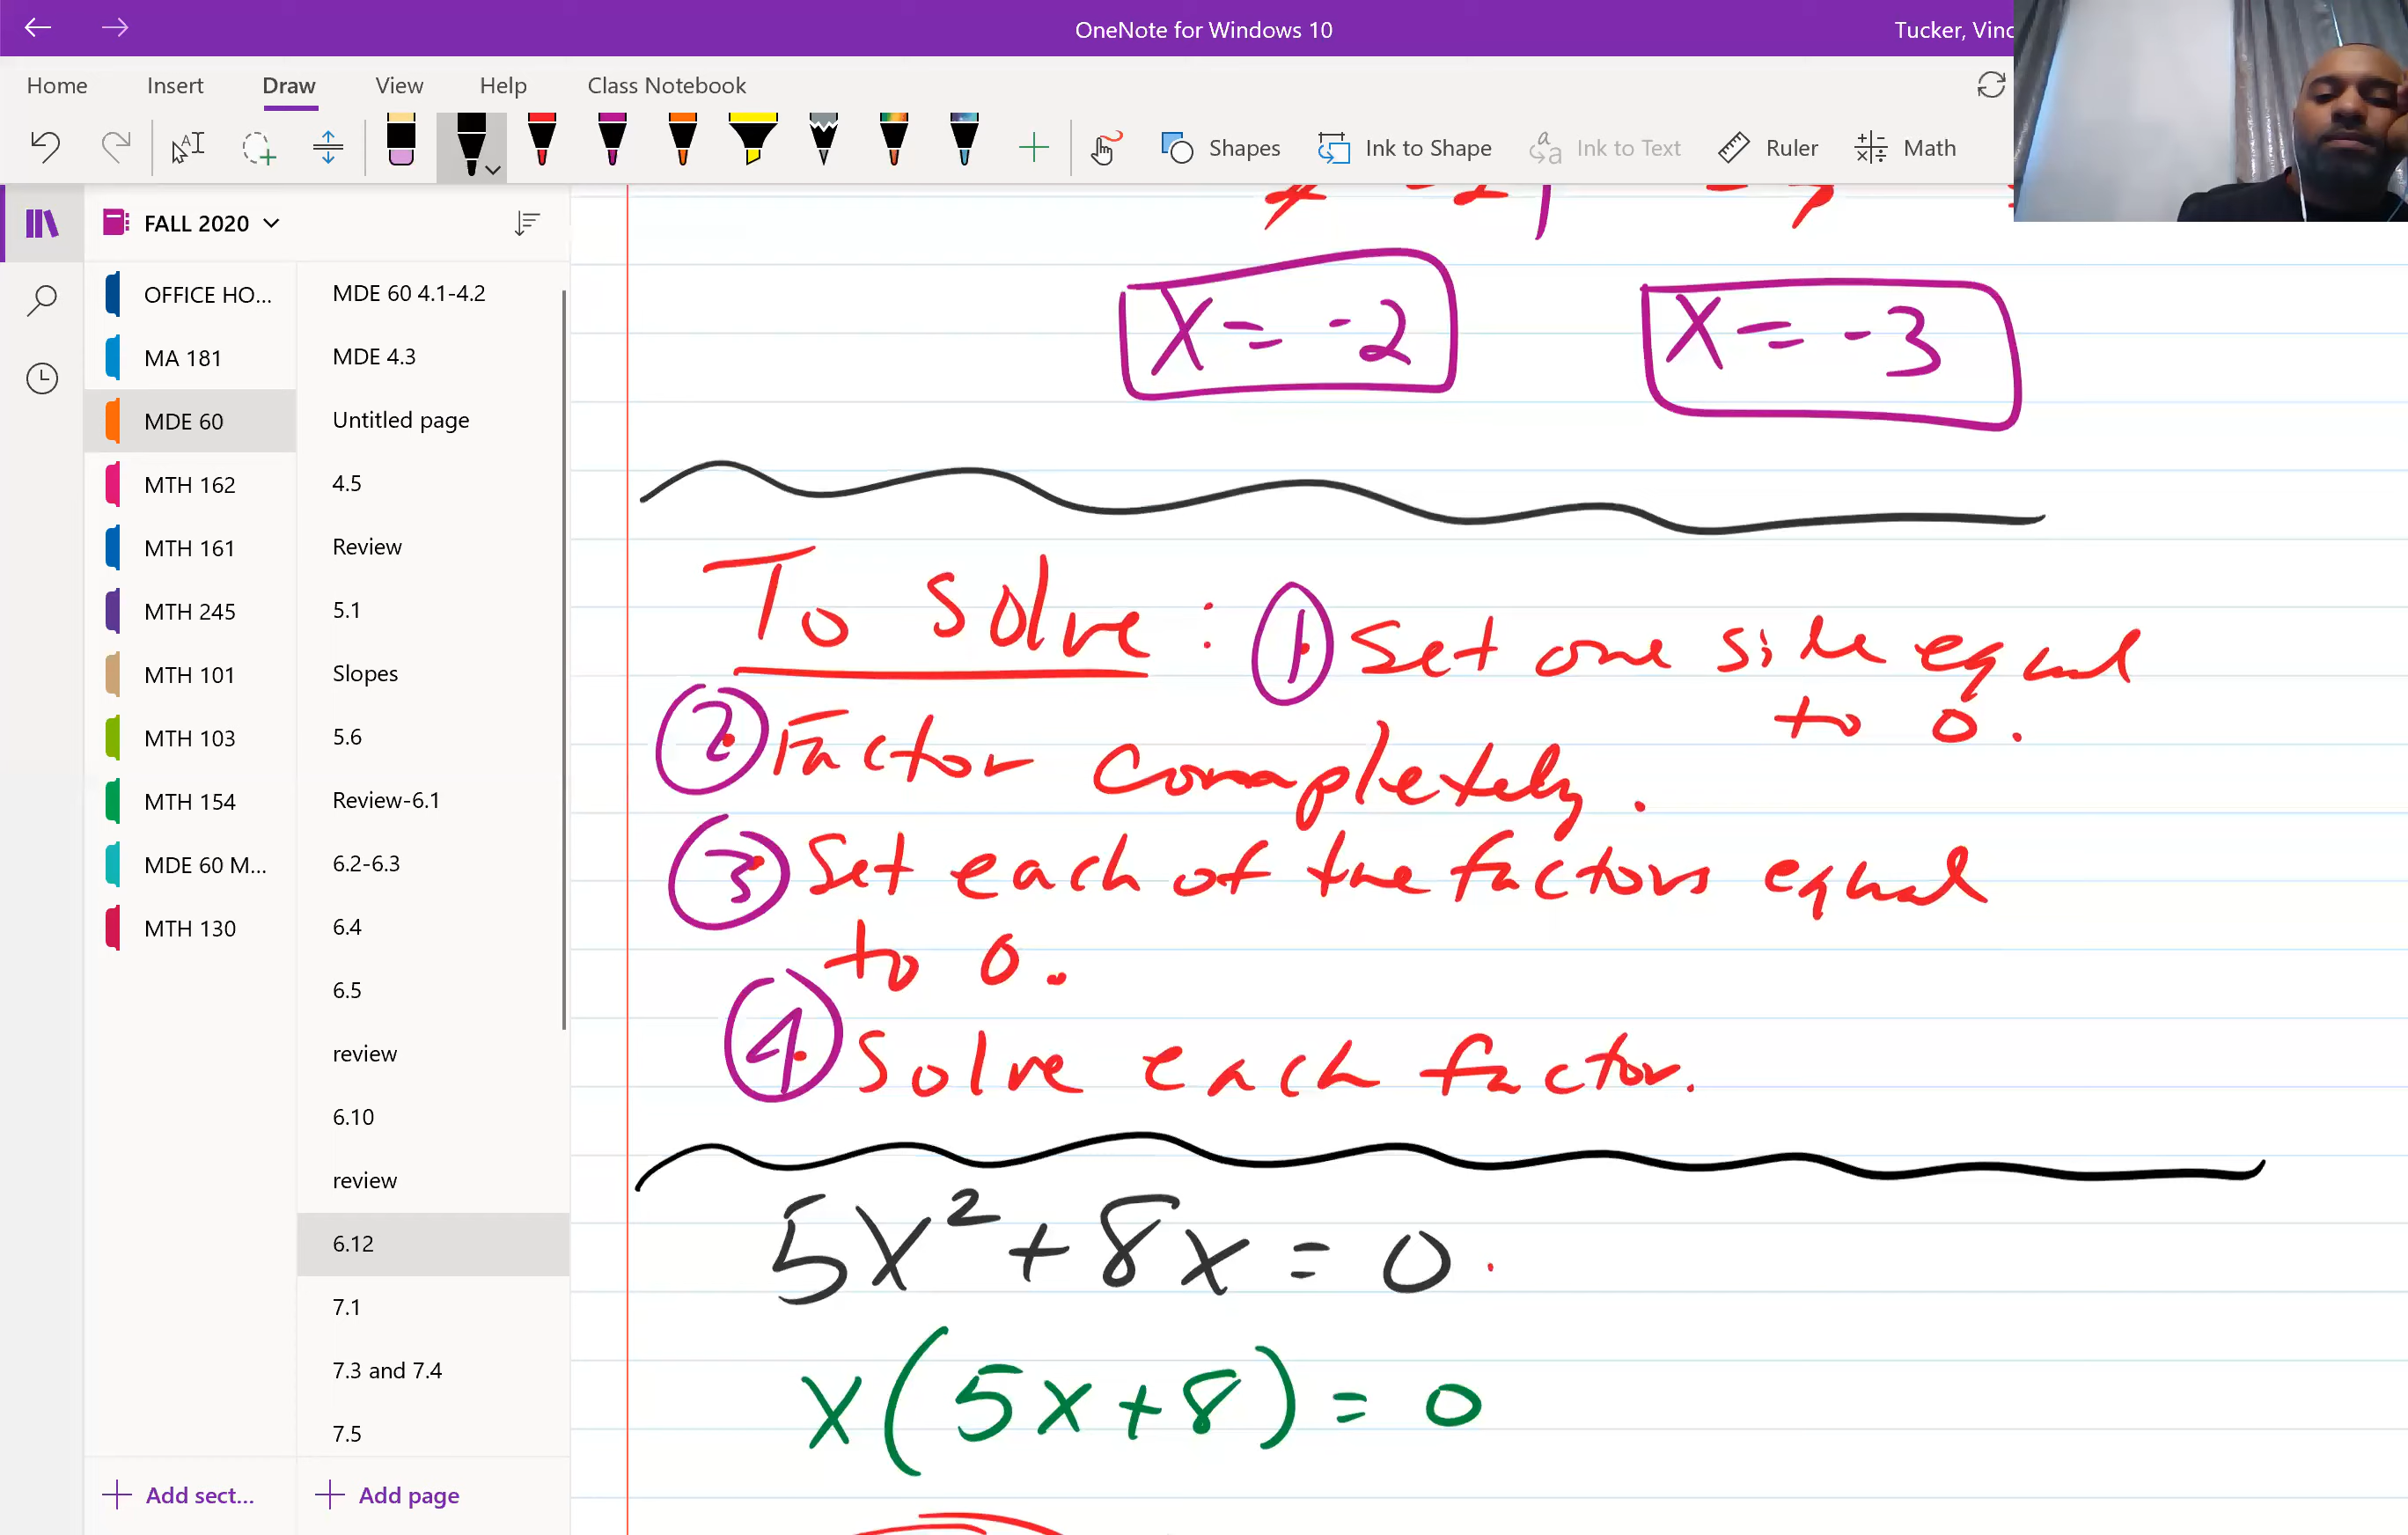 OneNote for Windows 10
Tucker, Vinc
Home Insert Draw View Help Class Notebook
Shapes Ink to Shape Ink to Text Ruler Math
FALL 2020
OFFICE HO...
MA 181
MDE 60
MTH 162
MTH 161
MTH 245
MTH 101
MTH 103
MTH 154
MDE 60 M...
MTH 130
Add sect...
MDE 60 4.1-4.2
MDE 4.3
Untitled page
4.5
Review
5.1
Slopes
5.6
Review-6.1
6.2-6.3
6.4
6.5
review
6.10
review
6.12
7.1
7.3 and 7.4
7.5
Add page
X = -2 X = -3
To solve: 1. Set one side equal
to 0.
2. Factor completely.
3. Set each of the factors equal
to 0.
4. Solve each factor.
5x² + 8x = 0
x(5x+8) = 0